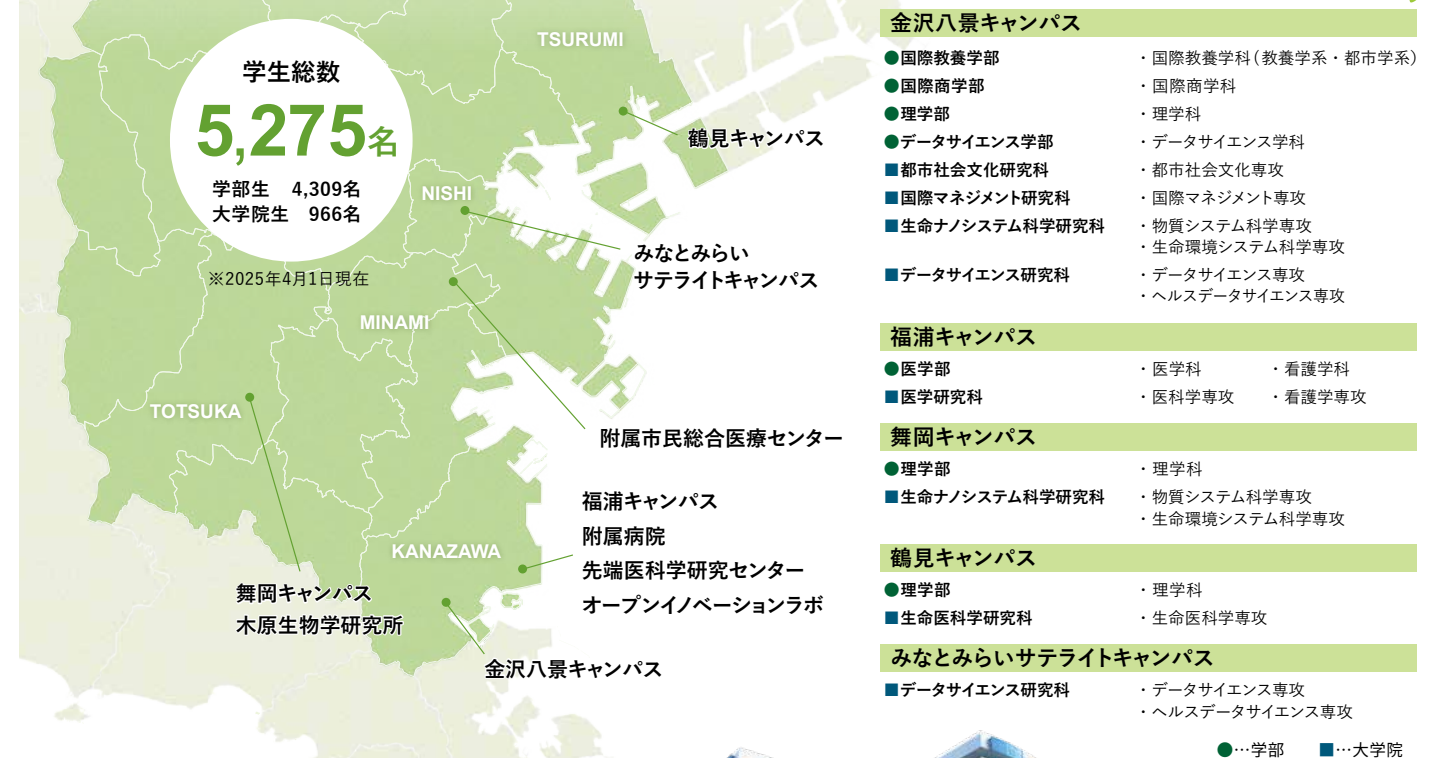 学生総数
5,275名
学部生 4,309名
大学院生 966名
※2025年4月1日現在
TSURUMI
鶴見キャンパス
NISHI
みなとみらい
サテライトキャンパス
MINAMI
附属市民総合医療センター
TOTSUKA
舞岡キャンパス
木原生物学研究所
KANAZAWA
福浦キャンパス
附属病院
先端医科学研究センター
オープンイノベーションラボ
金沢八景キャンパス
金沢八景キャンパス
●国際教養学部 ・国際教養学科(教養学系・都市学系)
●国際商学部 ・国際商学科
●理学部 ・理学科
●データサイエンス学部 ・データサイエンス学科
■都市社会文化研究科 ・都市社会文化専攻
■国際マネジメント研究科 ・国際マネジメント専攻
■生命ナノシステム科学研究科 ・物質システム科学専攻
・生命環境システム科学専攻
■データサイエンス研究科 ・データサイエンス専攻
・ヘルスデータサイエンス専攻
福浦キャンパス
●医学部 ・医学科 ・看護学科
■医学研究科 ・医科学専攻 ・看護学専攻
舞岡キャンパス
●理学部 ・理学科
■生命ナノシステム科学研究科 ・物質システム科学専攻
・生命環境システム科学専攻
鶴見キャンパス
●理学部 ・理学科
■生命医科学研究科 ・生命医科学専攻
みなとみらいサテライトキャンパス
■データサイエンス研究科 ・データサイエンス専攻
・ヘルスデータサイエンス専攻
●…学部 ■…大学院